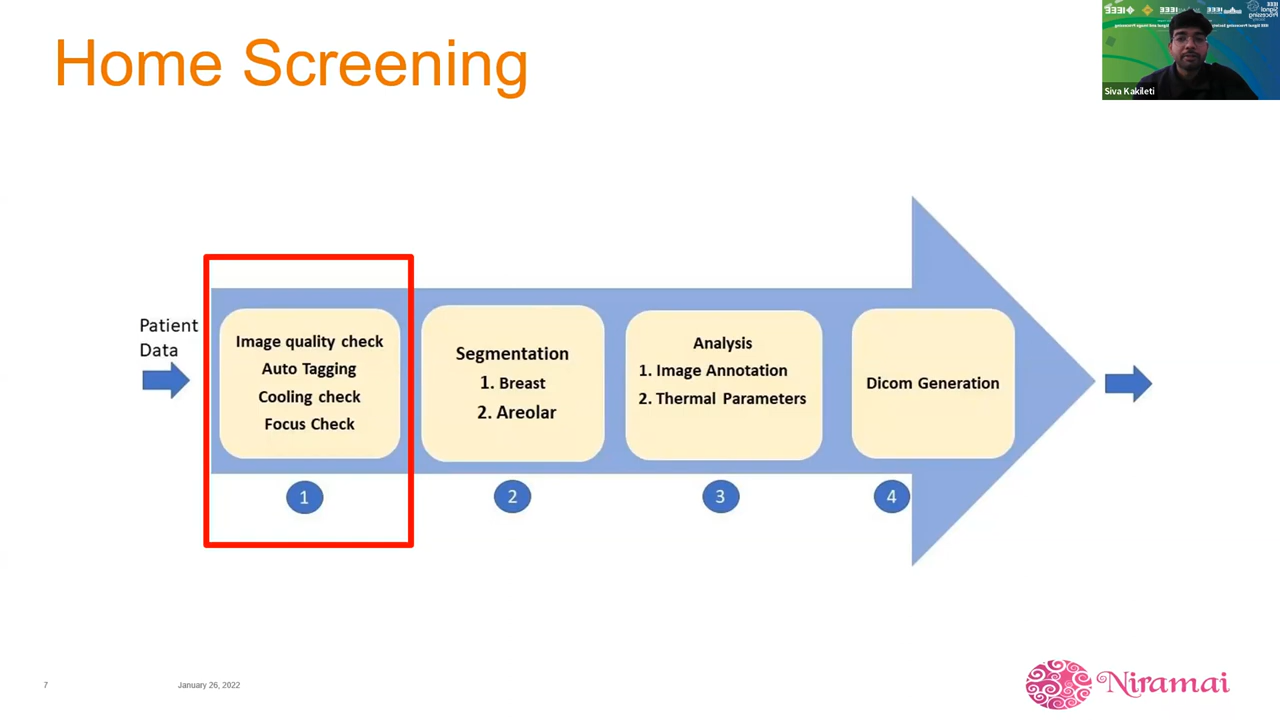 Home Screening
Siva Kakileti
Patient
Data
Image quality check
Auto Tagging
Cooling check
Focus Check
1
Segmentation
1. Breast
2. Areolar
2
Analysis
1. Image Annotation
2. Thermal Parameters
3
Dicom Generation
4
7
January 26, 2022
Niramai